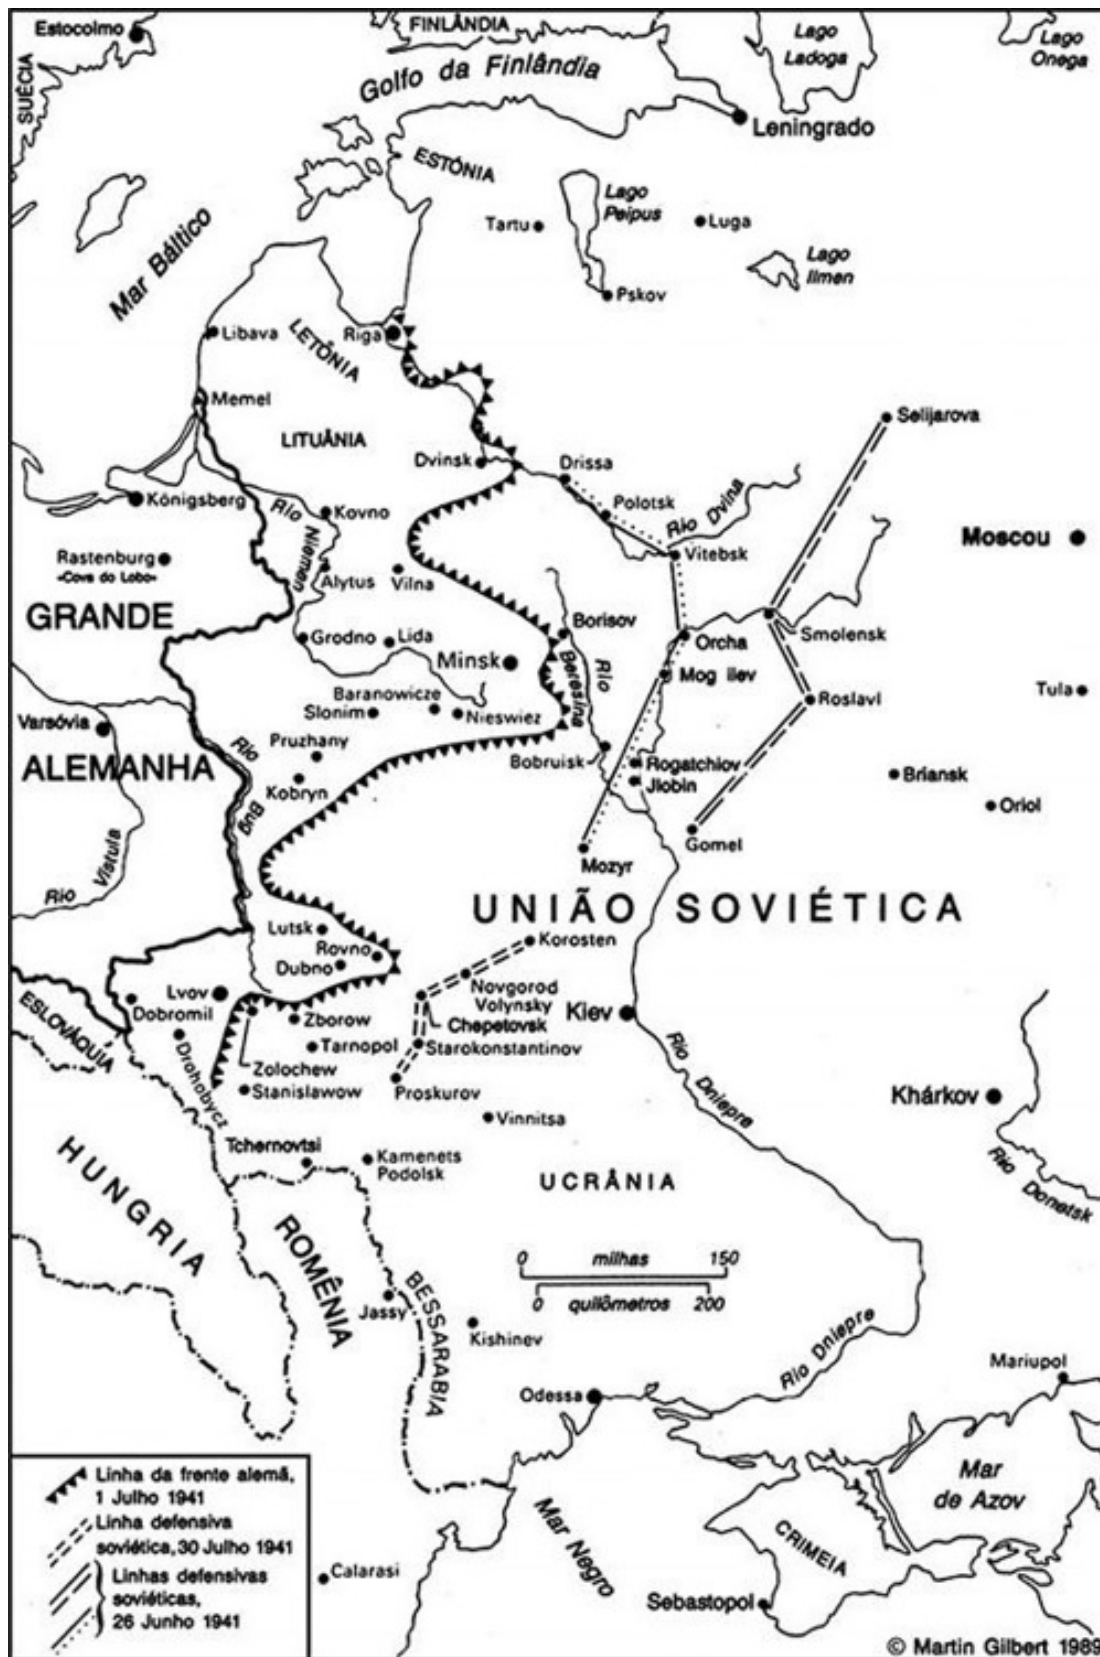 Estocolmo
FINLÂNDIA
Lago
Ladoga
Lago
Onega
SUÉCIA
Golfo da Finlândia
Leningrado
ESTÓNIA
Lago
Peipus
Tartu
Luga
Mar Báltico
Lago
Ilmen
Pskov
Libava
LETÔNIA
Riga
Memel
Selijarova
LITUÂNIA
Dvinsk
Drissa
Königsberg
Rio Niemen
Kovno
Polotsk
Rio Dvina
Moscou
Rastenburg
«Cova do Lobo»
Alytus
Vilna
Vitebsk
GRANDE
Grodno
Lida
Borisov
Orcha
Smolensk
Minsk
Rio
Beresina
Mog ilev
Baranowicze
Slonim
Nieswiez
Roslavl
Tula
Varsóvia
Pruzhany
Bobruisk
Rogatchiov
Jlobin
Briansk
ALEMANHA
Rio Bug
Kobryn
Oriol
Rio Vístula
Mozyr
Gomel
UNIÃO SOVIÉTICA
Lutsk
Rovno
Dubno
Korosten
Lvov
Novgorod
Volynsky
Kiev
ESLOVÁQUIA
Dobromil
Zborow
Chepetovsk
Drohobycz
Tarnopol
Starokonstantinov
Rio Dniepre
Zolochew
Stanislawow
Proskurov
Khárkov
Vinnitsa
Tchernovtsi
Kamenets
Podolsk
Rio Donetsk
HUNGRIA
UCRÂNIA
ROMÊNIA
0 milhas 150
0 quilômetros 200
BESSARABIA
Jassy
Kishinev
Rio Dniepre
Mariupol
Odessa
Mar
de Azov
Mar Negro
CRIMEIA
Calarasi
Sebastopol
Linha da frente alemã,
1 Julho 1941
Linha defensiva
soviética, 30 Julho 1941
Linhas defensivas
soviéticas,
26 Junho 1941
© Martin Gilbert 1989